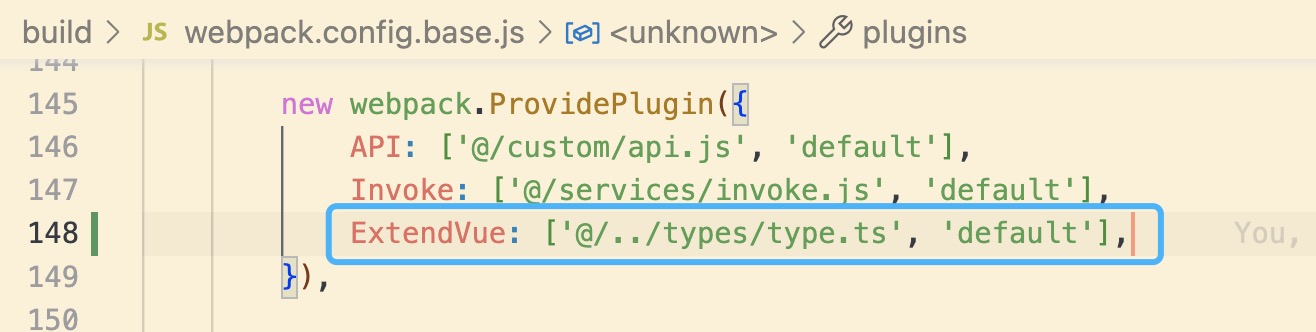 build > JS webpack.config.base.js > <unknown> > plugins
144
145 new webpack.ProvidePlugin({
146 API: ['@/custom/api.js', 'default'],
147 Invoke: ['@/services/invoke.js', 'default'],
148 ExtendVue: ['@/../types/type.ts', 'default'], You,
149 }),
150